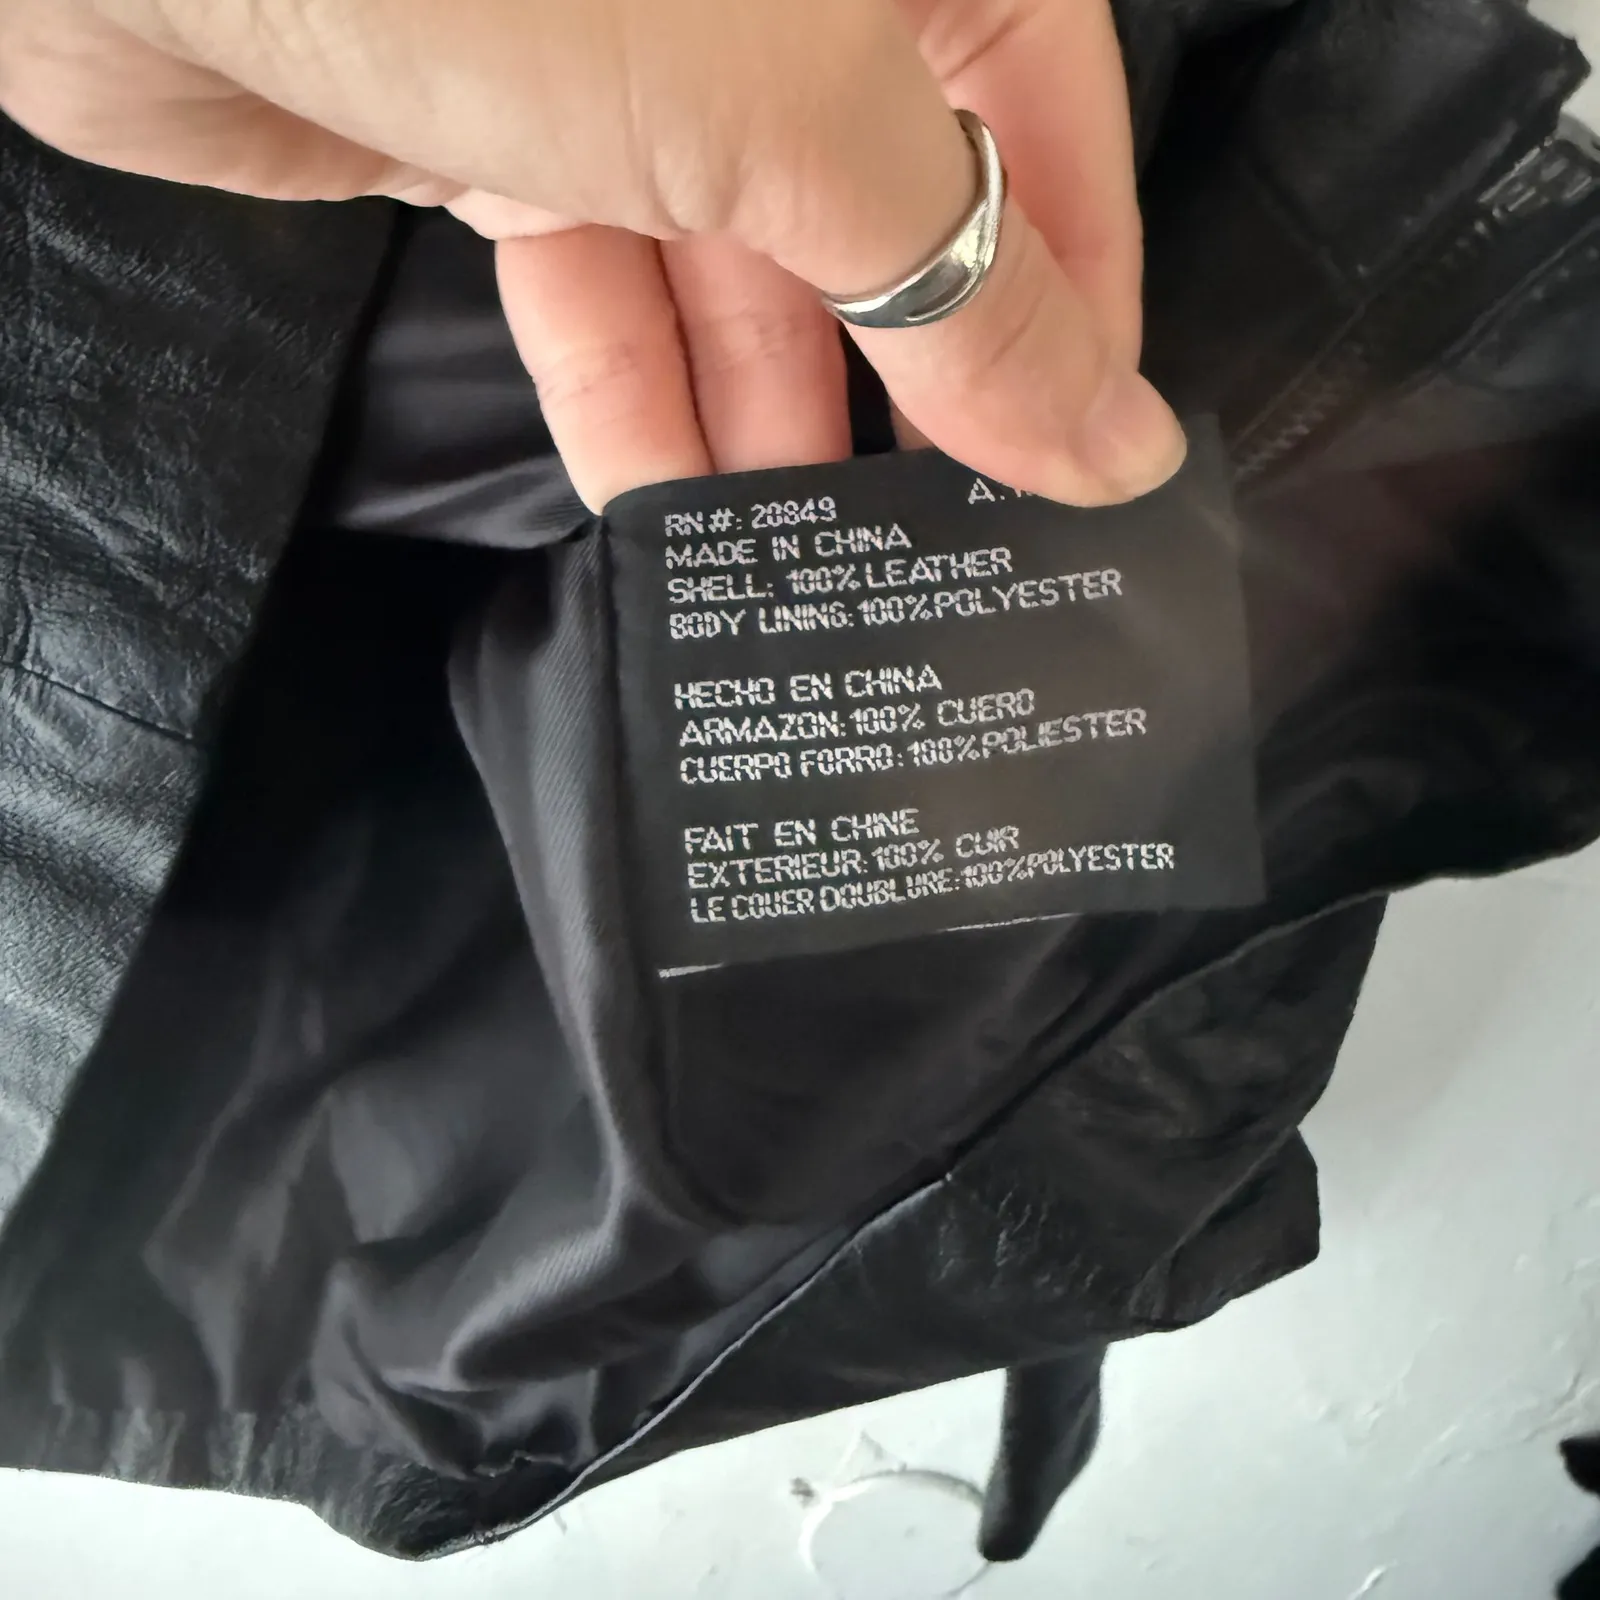 RN#: 20849
MADE IN CHINA
SHELL: 100% LEATHER
BODY LINING: 100% POLYESTER
HECHO EN CHINA
ARMAZON: 100% CUERO
CUERPO FORRO: 100% POLIESTER
FAIT EN CHINE
EXTERIEUR: 100% CUIR
LE COUER DOUBLURE: 100% POLYESTER